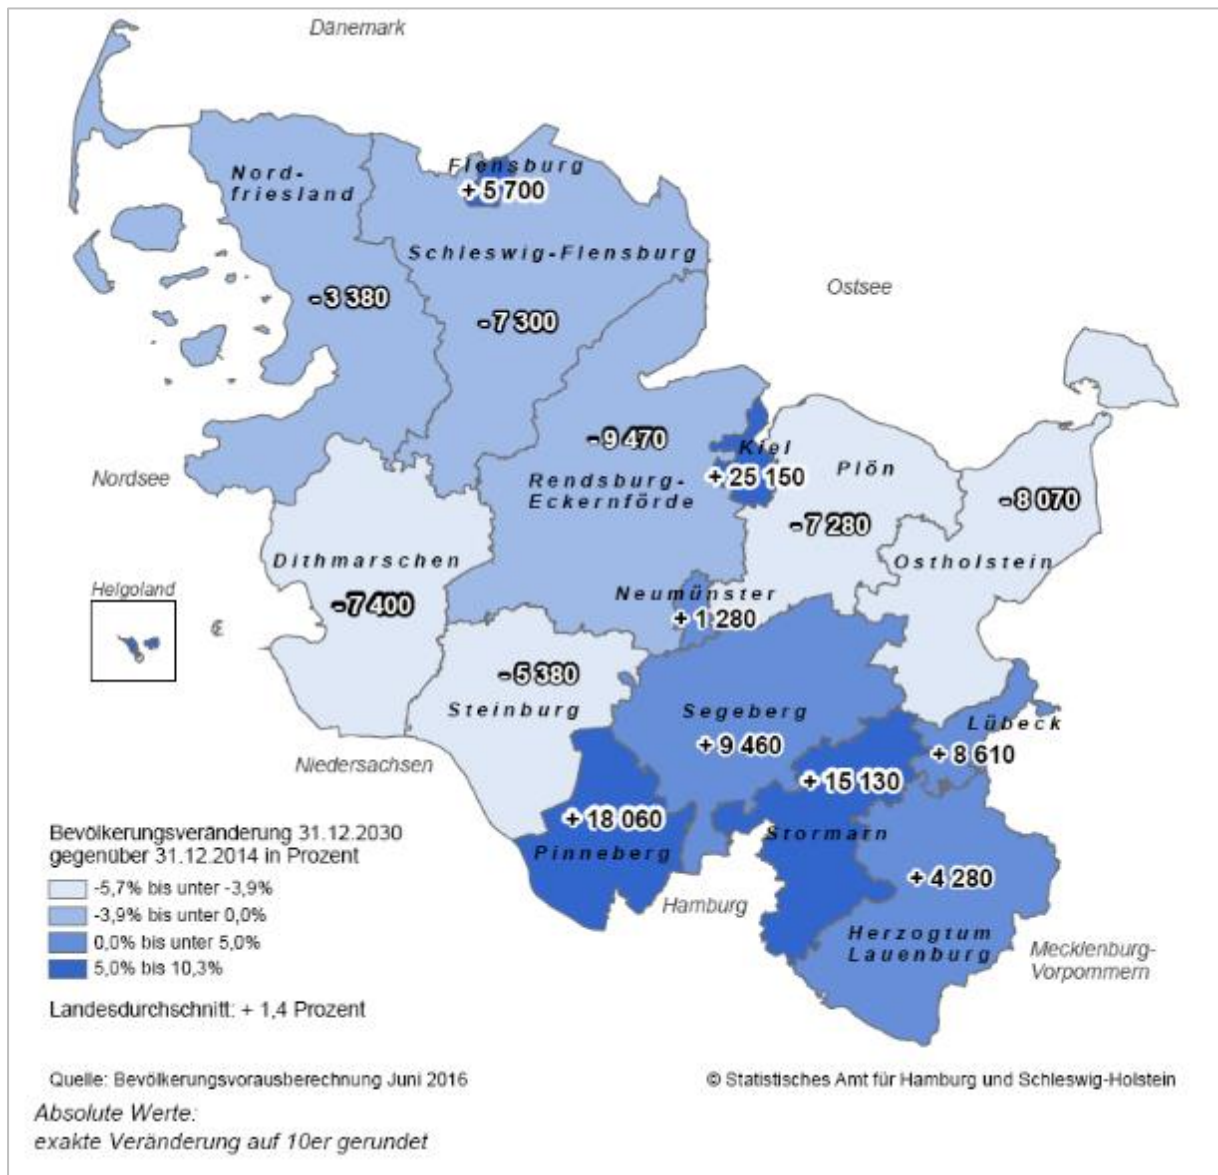 Dänemark
Flensburg
+ 5 700
Nord-
friesland
Schleswig-Flensburg
Ostsee
- 3 380
- 7 300
- 9 470
Kiel
+ 25 150
Plön
Nordsee
Rendsburg-
Eckernförde
- 8 070
- 7 280
Dithmarschen
Ostholstein
Helgoland
- 7 400
Neumünster
+ 1 280
- 5 380
Steinburg
Segeberg
Lübeck
+ 9 460
+ 8 610
Niedersachsen
+ 15 130
+ 18 060
Stormarn
Pinneberg
+ 4 280
Hamburg
Herzogtum
Lauenburg
Mecklenburg-
Vorpommern
Bevölkerungsveränderung 31.12.2030
gegenüber 31.12.2014 in Prozent
-5,7% bis unter -3,9%
-3,9% bis unter 0,0%
0,0% bis unter 5,0%
5,0% bis 10,3%
Landesdurchschnitt: + 1,4 Prozent
Quelle: Bevölkerungsvorausberechnung Juni 2016
© Statistisches Amt für Hamburg und Schleswig-Holstein
Absolute Werte:
exakte Veränderung auf 10er gerundet